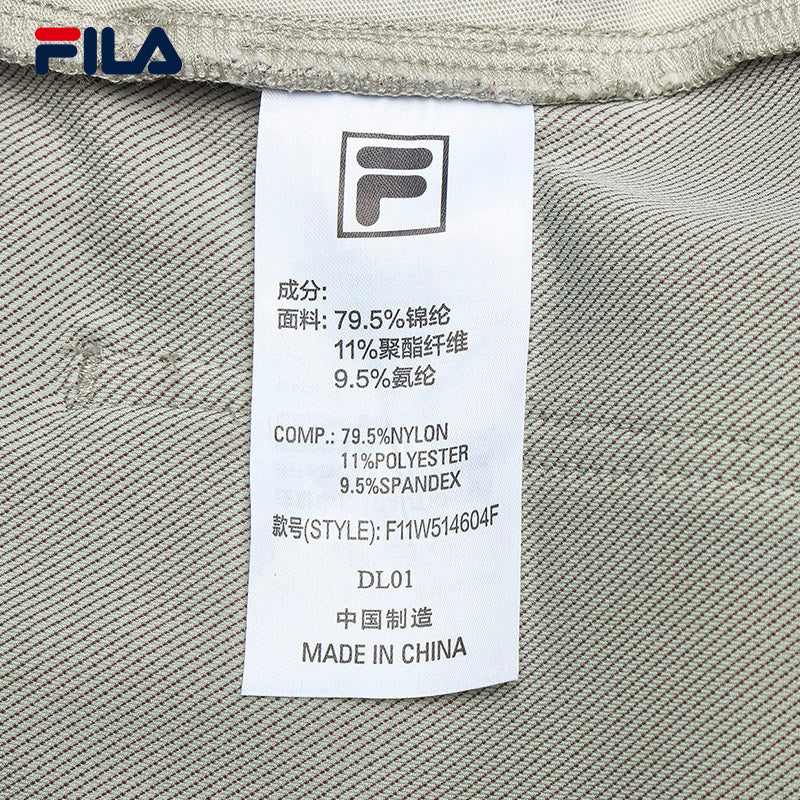 FILA
F
成分:
面料: 79.5%锦纶
11%聚酯纤维
9.5%氨纶
COMP.: 79.5%NYLON
11%POLYESTER
9.5%SPANDEX
款号(STYLE): F11W514604F
DL01
中国制造
MADE IN CHINA